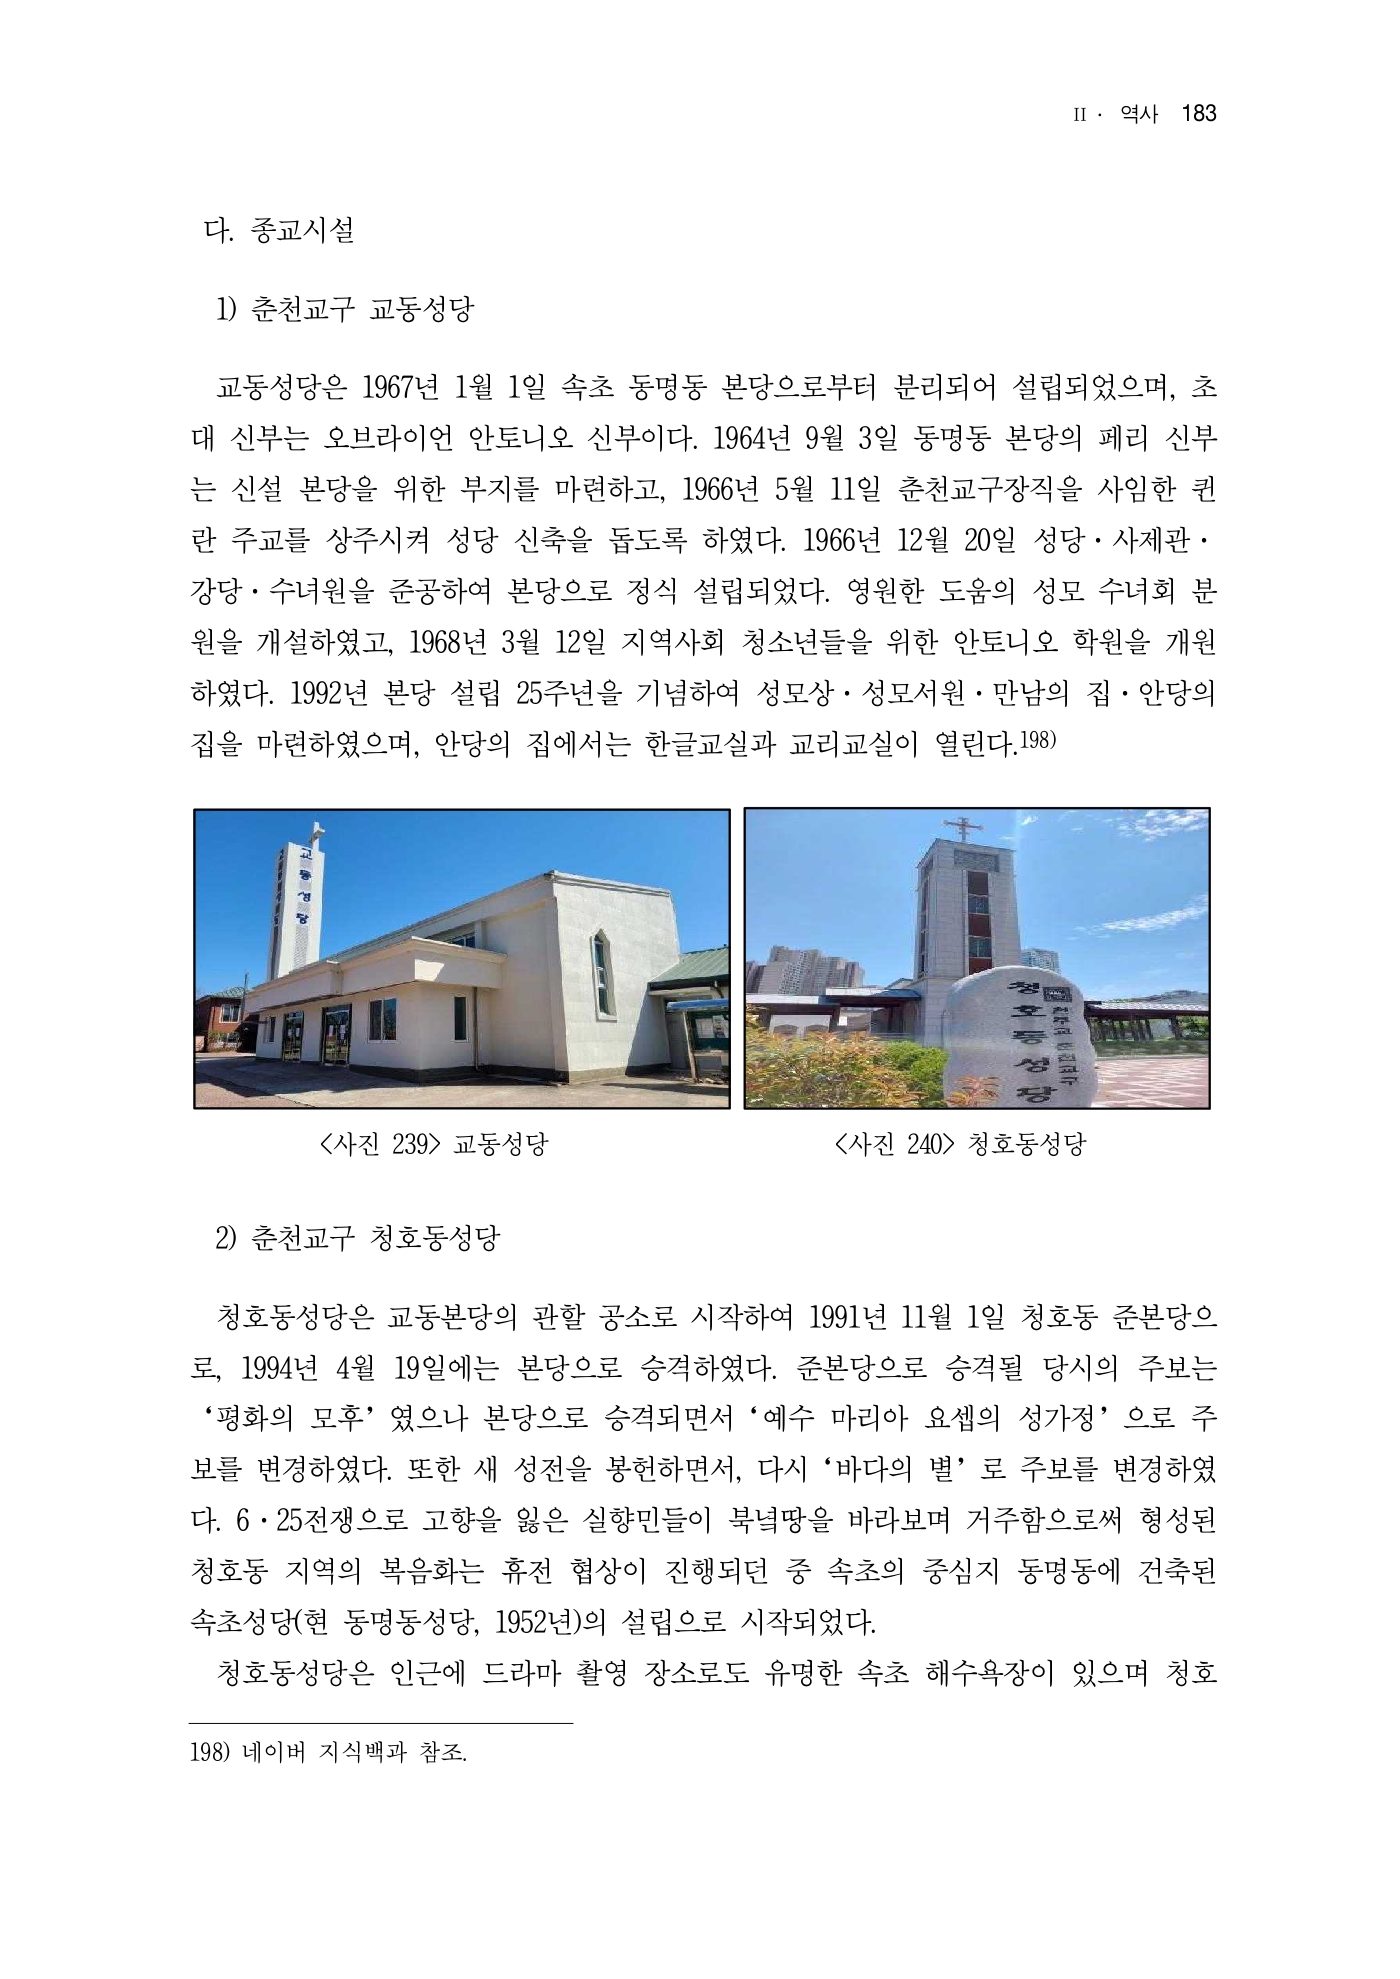 II · 역사 183
다. 종교시설
1) 춘천교구 교동성당
교동성당은 1967년 1월 1일 속초 동명동 본당으로부터 분리되어 설립되었으며, 초
대 신부는 오브라이언 안토니오 신부이다. 1964년 9월 3일 동명동 본당의 페리 신부
는 신설 본당을 위한 부지를 마련하고, 1966년 5월 11일 춘천교구장직을 사임한 퀸
란 주교를 상주시켜 성당 신축을 돕도록 하였다. 1966년 12월 20일 성당·사제관·
강당·수녀원을 준공하여 본당으로 정식 설립되었다. 영원한 도움의 성모 수녀회 분
원을 개설하였고, 1968년 3월 12일 지역사회 청소년들을 위한 안토니오 학원을 개원
하였다. 1992년 본당 설립 25주년을 기념하여 성모상·성모서원·만남의 집·안당의
집을 마련하였으며, 안당의 집에서는 한글교실과 교리교실이 열린다.198)
교동성당
청호동성당
천주교 춘천교구
<사진 239> 교동성당
<사진 240> 청호동성당
2) 춘천교구 청호동성당
청호동성당은 교동본당의 관할 공소로 시작하여 1991년 11월 1일 청호동 준본당으
로, 1994년 4월 19일에는 본당으로 승격하였다. 준본당으로 승격될 당시의 주보는
‘평화의 모후’였으나 본당으로 승격되면서 ‘예수 마리아 요셉의 성가정’으로 주
보를 변경하였다. 또한 새 성전을 봉헌하면서, 다시 ‘바다의 별’로 주보를 변경하였
다. 6·25전쟁으로 고향을 잃은 실향민들이 북녘땅을 바라보며 거주함으로써 형성된
청호동 지역의 복음화는 휴전 협상이 진행되던 중 속초의 중심지 동명동에 건축된
속초성당(현 동명동성당, 1952년)의 설립으로 시작되었다.
청호동성당은 인근에 드라마 촬영 장소로도 유명한 속초 해수욕장이 있으며 청호
198) 네이버 지식백과 참조.